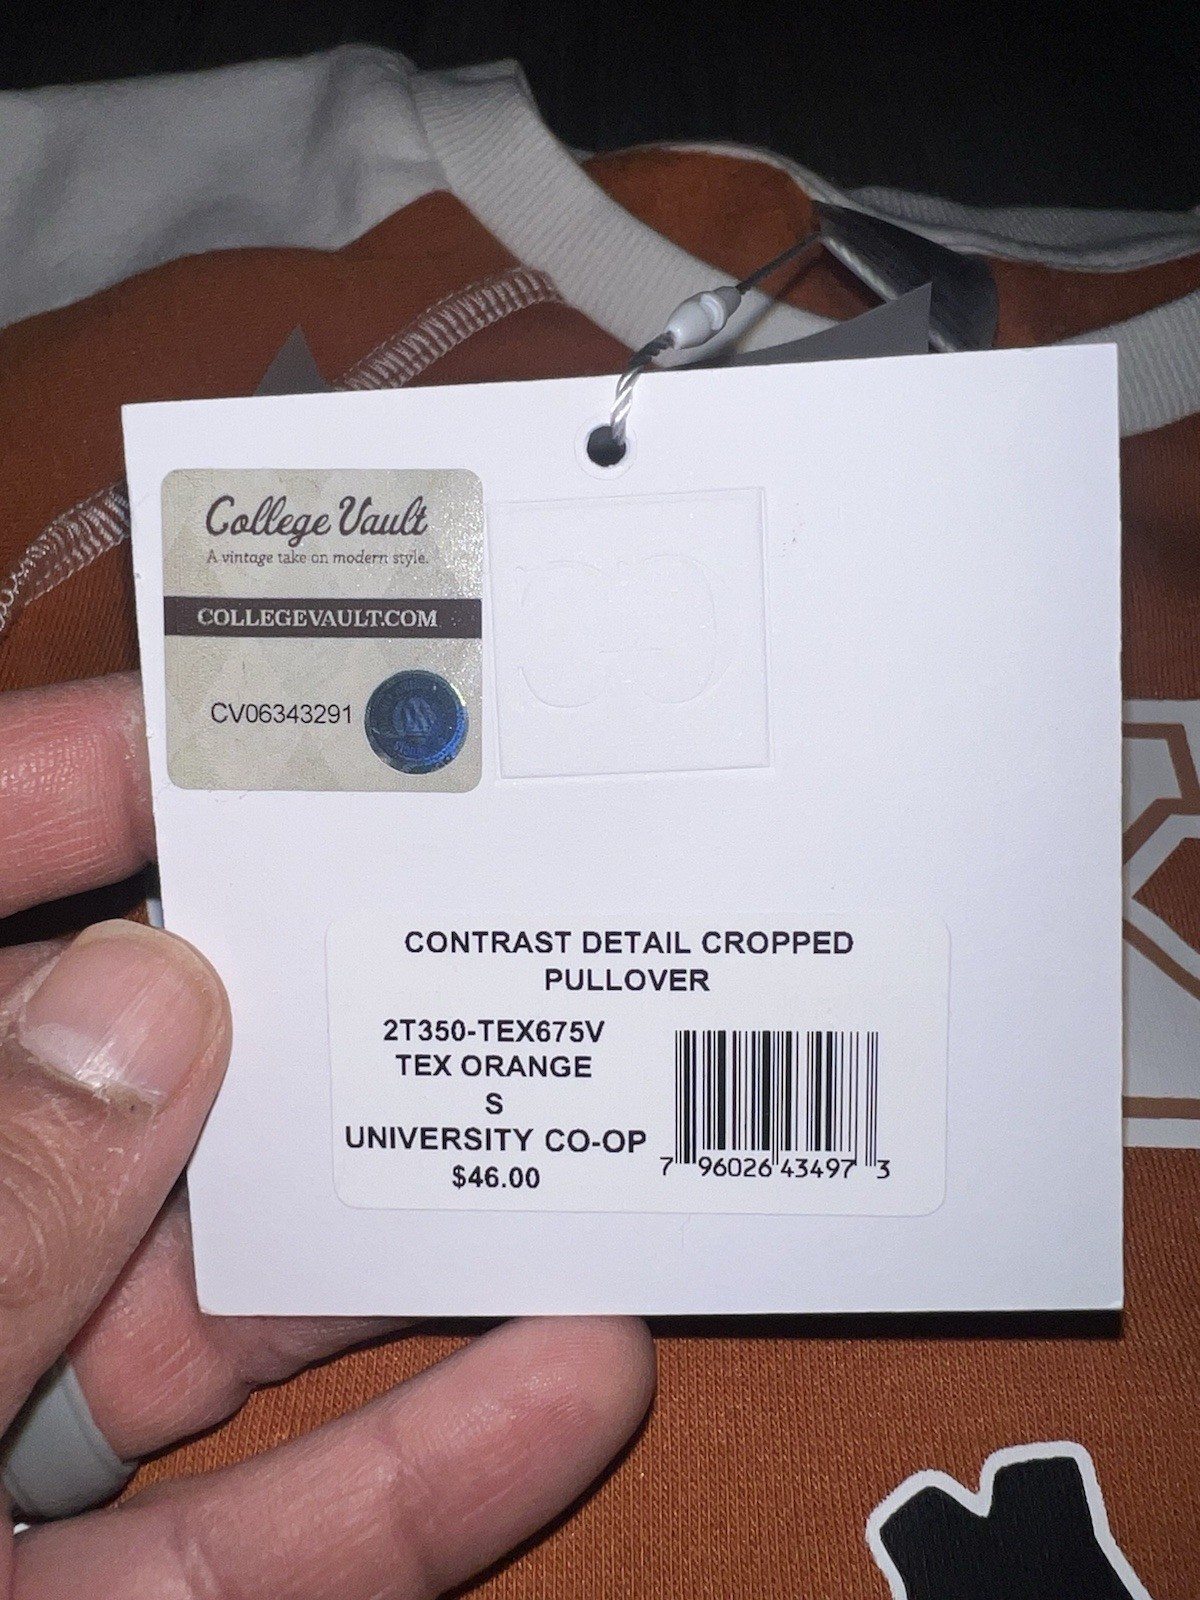 College Vault
A vintage take on modern style.
COLLEGEVAULT.COM
CV06343291
CONTRAST DETAIL CROPPED
PULLOVER
2T350-TEX675V
TEX ORANGE
S
UNIVERSITY CO-OP
$46.00
7 96026 43497 3